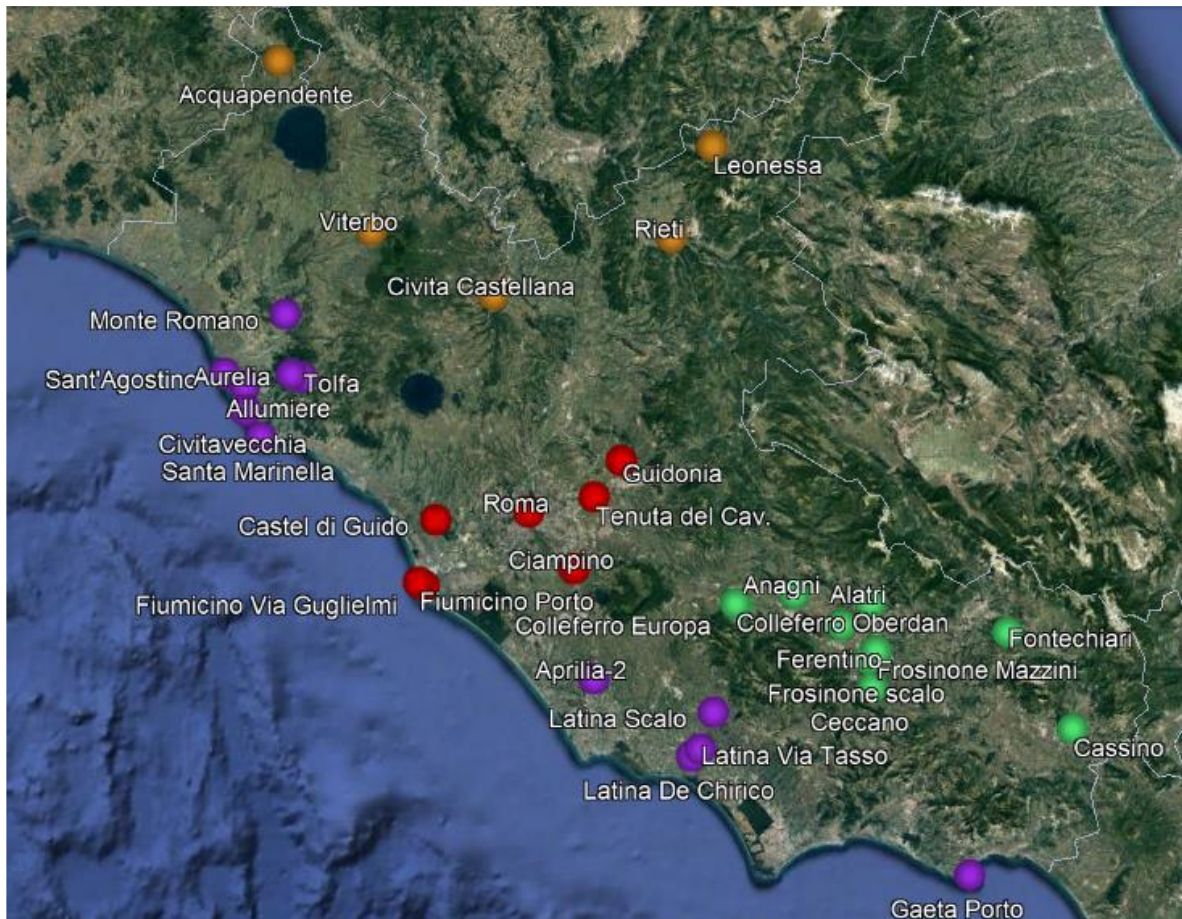 Acquapendente
Leonessa
Viterbo
Rieti
Civita Castellana
Monte Romano
Sant'Agostino
Aurelia
Tolfa
Allumiere
Civitavecchia
Santa Marinella
Guidonia
Roma
Tenuta del Cav.
Castel di Guido
Ciampino
Anagni
Alatri
Fiumicino Via Guglielmi
Fiumicino Porto
Colleferro Europa
Colleferro Oberdan
Fontechiari
Ferentino
Frosinone Mazzini
Aprilia-2
Frosinone scalo
Latina Scalo
Ceccano
Cassino
Latina Via Tasso
Latina De Chirico
Gaeta Porto